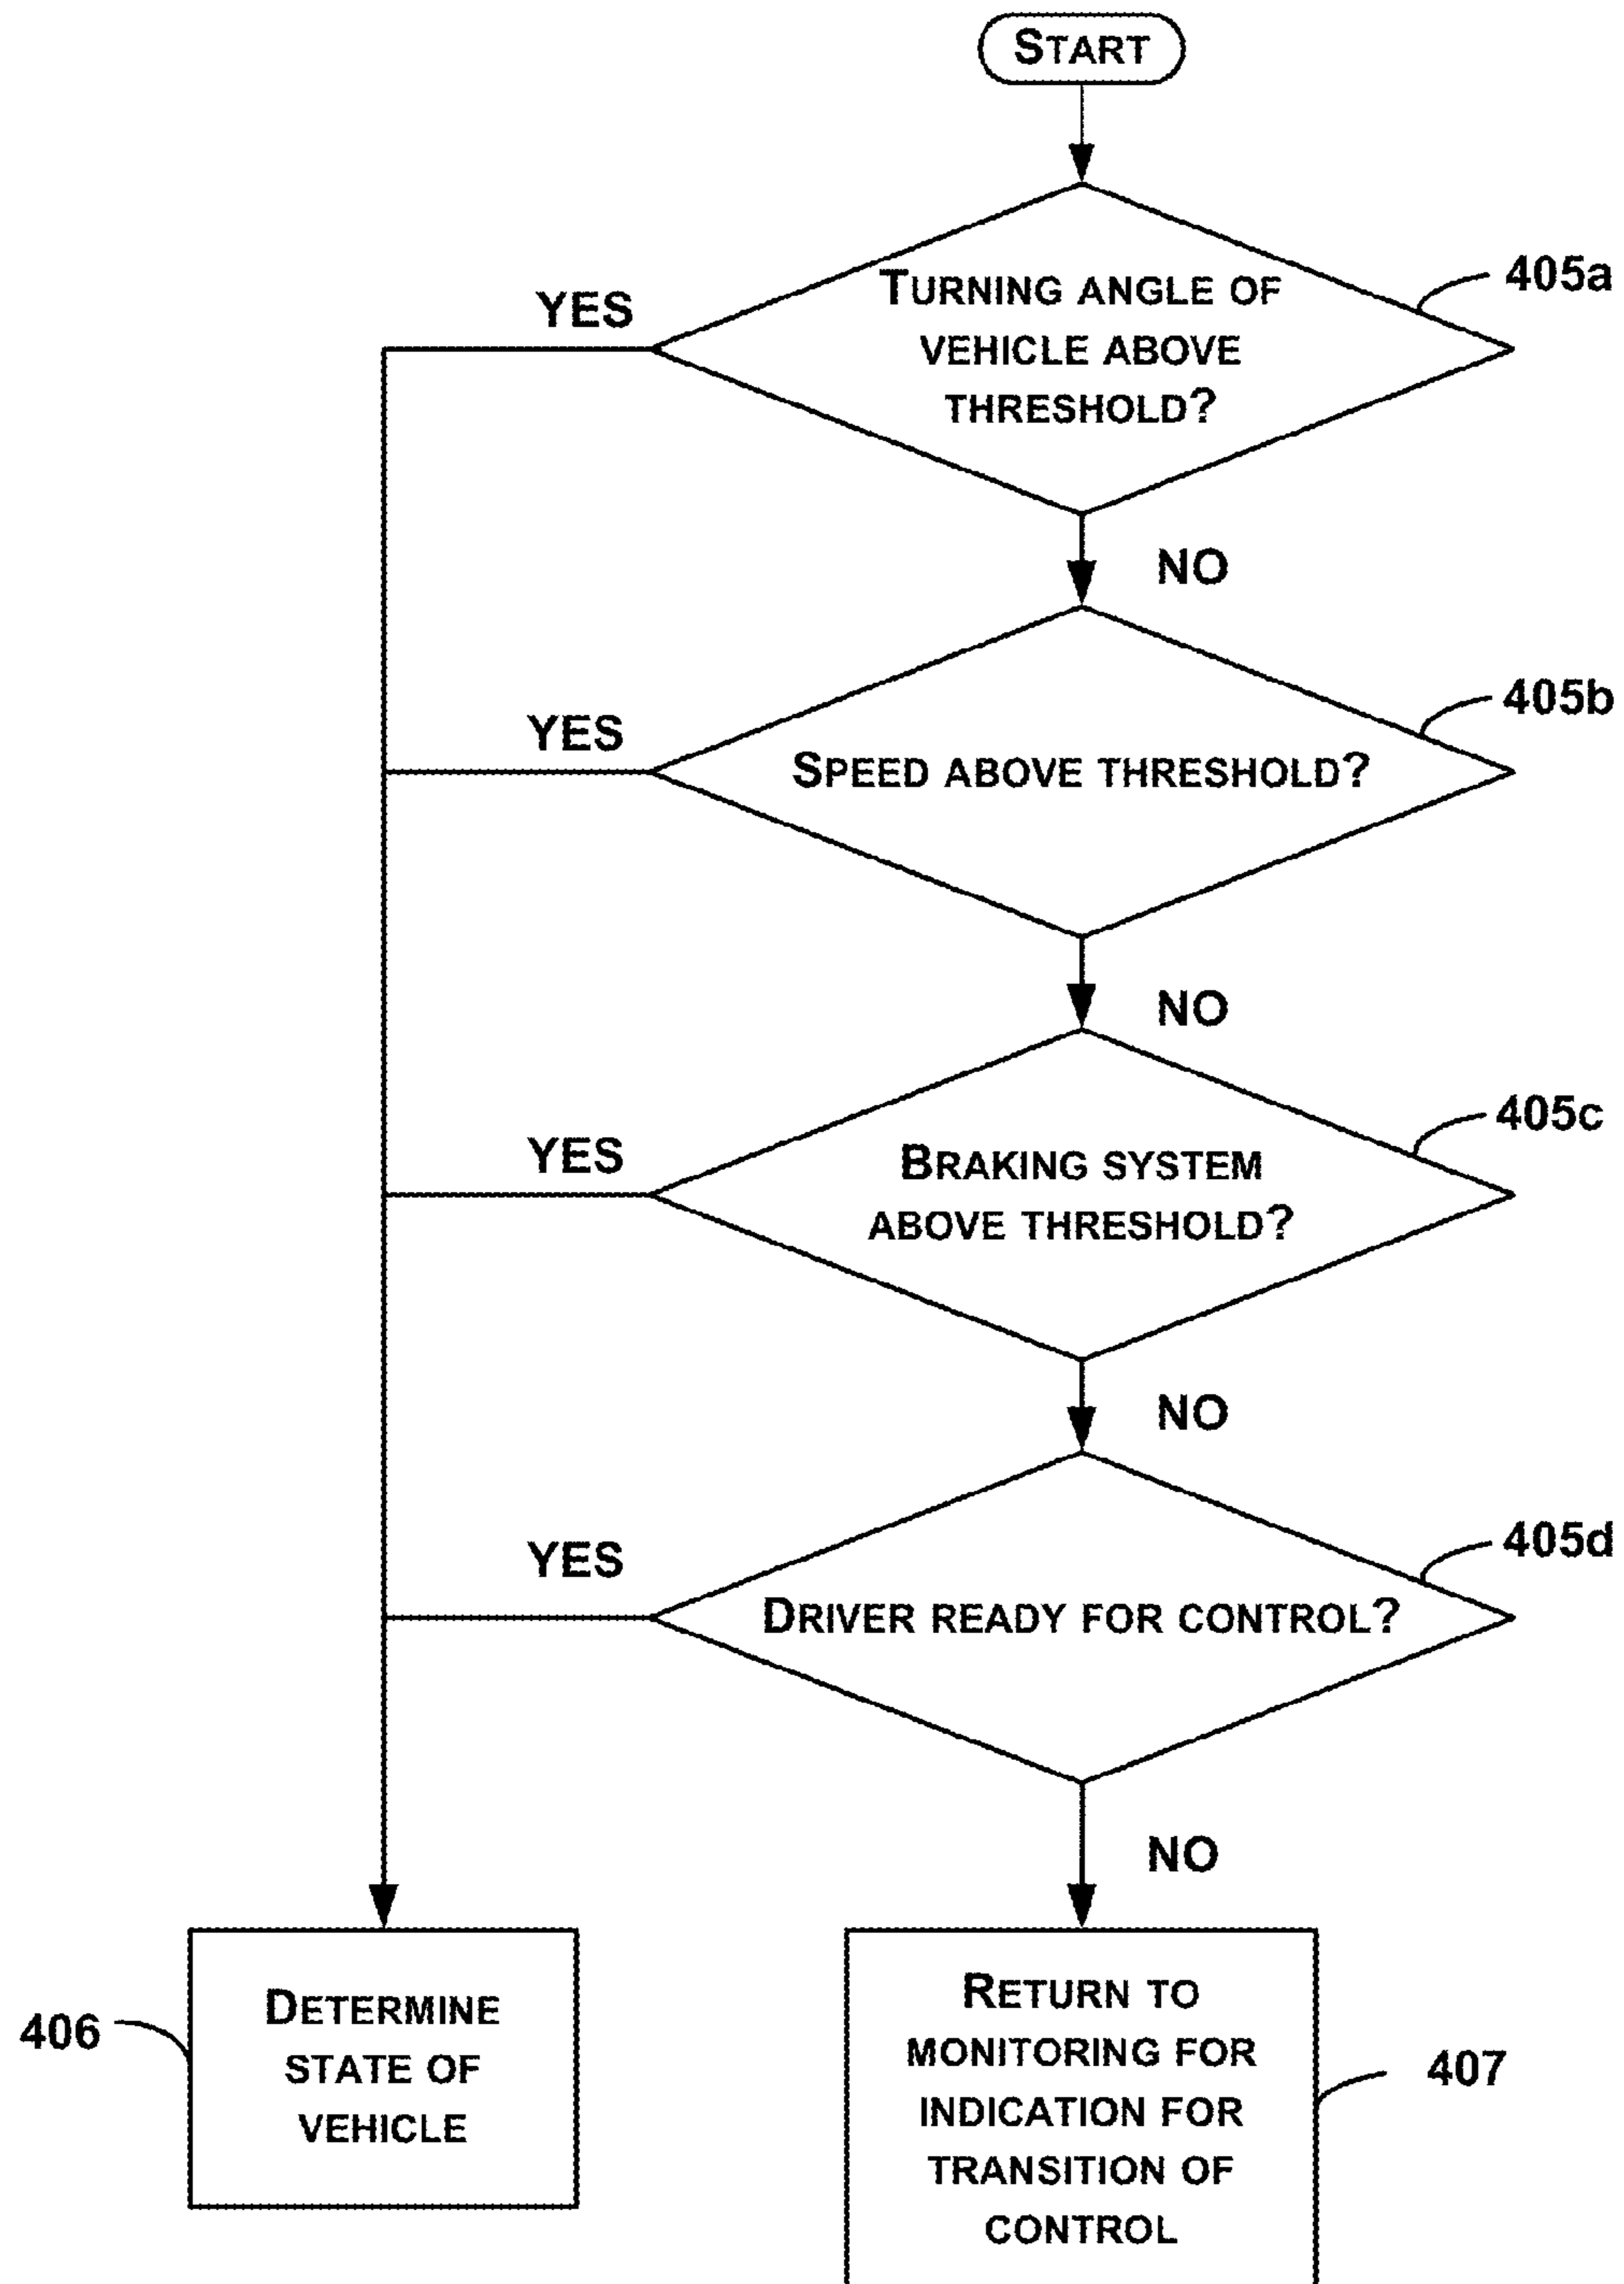 START
TURNING ANGLE OF
VEHICLE ABOVE
THRESHOLD?
405a
YES
NO
SPEED ABOVE THRESHOLD?
405b
YES
NO
BRAKING SYSTEM
ABOVE THRESHOLD?
405c
YES
NO
DRIVER READY FOR CONTROL?
405d
YES
NO
406
DETERMINE
STATE OF
VEHICLE
RETURN TO
MONITORING FOR
INDICATION FOR
TRANSITION OF
CONTROL
407